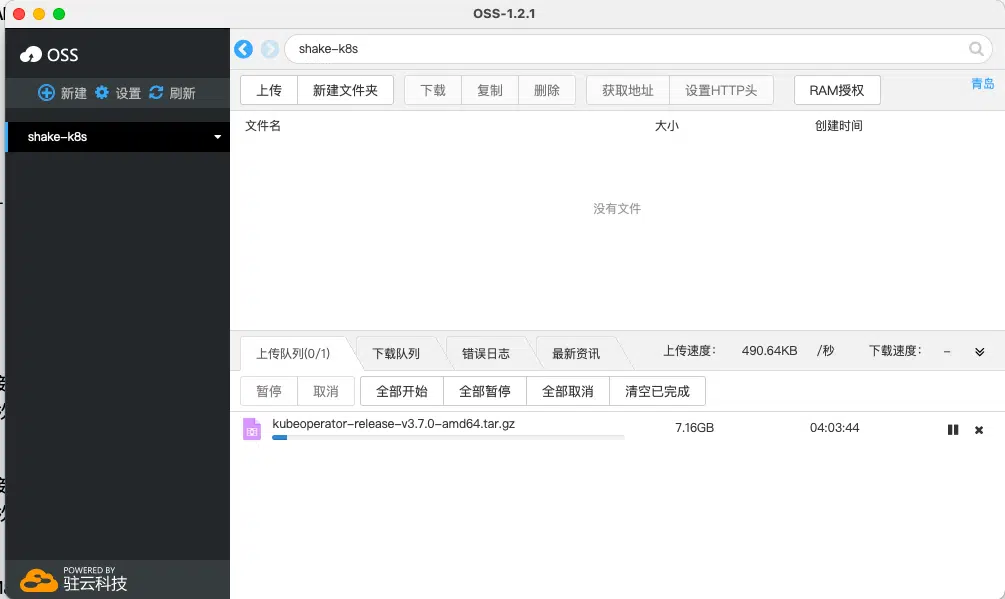 OSS-1.2.1
OSS
新建 设置 刷新
shake-k8s
shake-k8s
上传 新建文件夹 下载 复制 删除 获取地址 设置HTTP头 RAM授权 青岛
文件名 大小 创建时间
没有文件
上传队列(0/1) 下载队列 错误日志 最新资讯 上传速度: 490.64KB /秒 下载速度: –
暂停 取消 全部开始 全部暂停 全部取消 清空已完成
kubeoperator-release-v3.7.0-amd64.tar.gz 7.16GB 04:03:44
POWERED BY
驻云科技